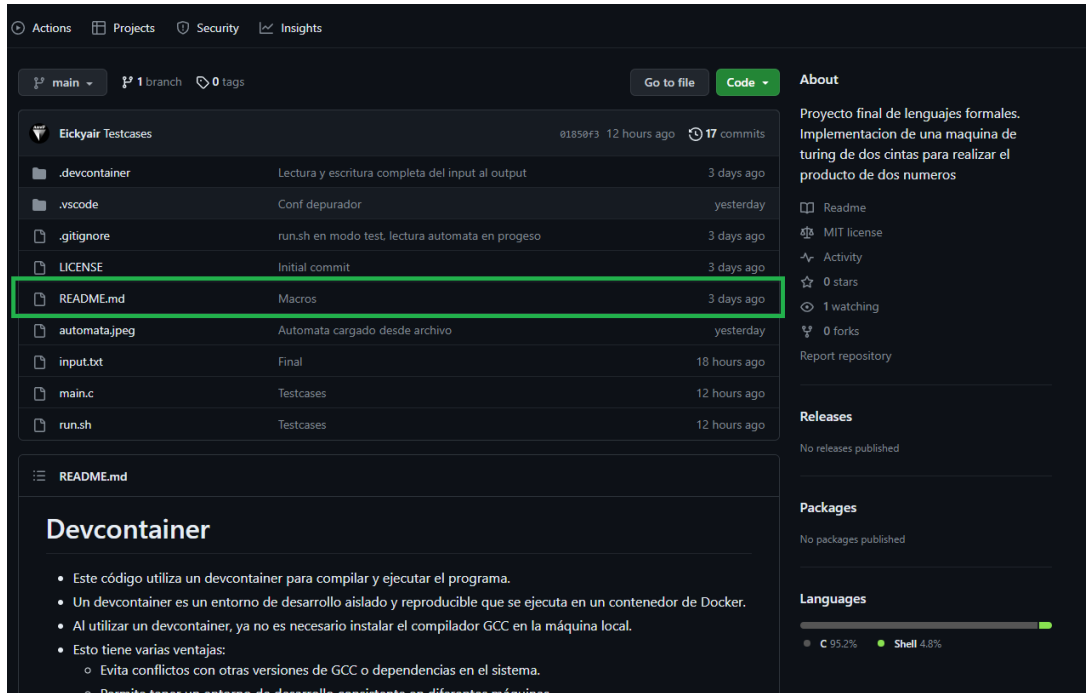 Actions Projects Security Insights
main 1 branch 0 tags Go to file Code
Eickyair Testcases 01850f3 12 hours ago 17 commits
.devcontainer Lectura y escritura completa del input al output 3 days ago
.vscode Conf depurador yesterday
.gitignore run.sh en modo test, lectura automata en progeso 3 days ago
LICENSE Initial commit 3 days ago
README.md Macros 3 days ago
automata.jpeg Automata cargado desde archivo yesterday
input.txt Final 18 hours ago
main.c Testcases 12 hours ago
run.sh Testcases 12 hours ago
README.md
Devcontainer
• Este código utiliza un devcontainer para compilar y ejecutar el programa.
• Un devcontainer es un entorno de desarrollo aislado y reproducible que se ejecuta en un contenedor de Docker.
• Al utilizar un devcontainer, ya no es necesario instalar el compilador GCC en la máquina local.
• Esto tiene varias ventajas:
◦ Evita conflictos con otras versiones de GCC o dependencias en el sistema.
◦ Permite tener un entorno de desarrollo consistente en diferentes máquinas.
About
Proyecto final de lenguajes formales.
Implementacion de una maquina de
turing de dos cintas para realizar el
producto de dos numeros
Readme
MIT license
Activity
0 stars
1 watching
0 forks
Report repository
Releases
No releases published
Packages
No packages published
Languages
C 95.2% Shell 4.8%